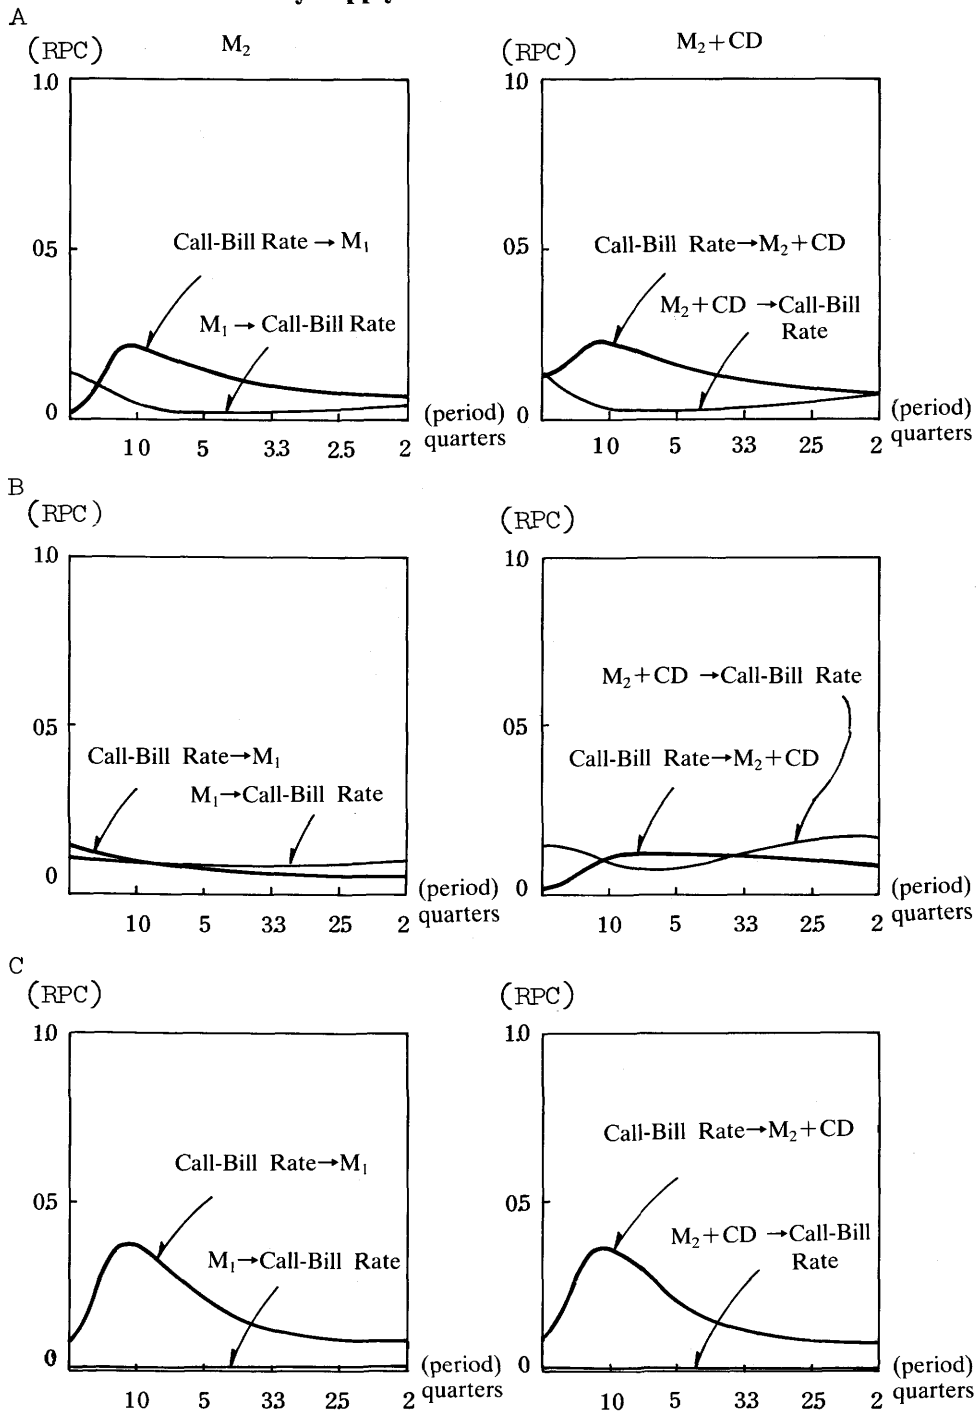 A
(RPC) M₂ (RPC) M₂+CD
1.0 1.0
Call-Bill Rate → M₁
Call-Bill Rate→M₂+CD
0.5 0.5
M₁ → Call-Bill Rate
M₂+CD →Call-Bill
Rate
0 0
(period)
quarters
(period)
quarters
10 5 3.3 2.5 2
10 5 3.3 2.5 2
B
(RPC) (RPC)
1.0 1.0
M₂+CD →Call-Bill Rate
0.5 0.5
Call-Bill Rate→M₁
Call-Bill Rate→M₂+CD
M₁→Call-Bill Rate
0 0
(period)
quarters
(period)
quarters
10 5 3.3 2.5 2
10 5 3.3 2.5 2
C
(RPC) (RPC)
1.0 1.0
Call-Bill Rate→M₁
Call-Bill Rate→M₂+CD
0.5 0.5
M₁→Call-Bill Rate
M₂+CD →Call-Bill
Rate
0 0
(period)
quarters
(period)
quarters
10 5 3.3 2.5 2
10 5 3.3 2.5 2